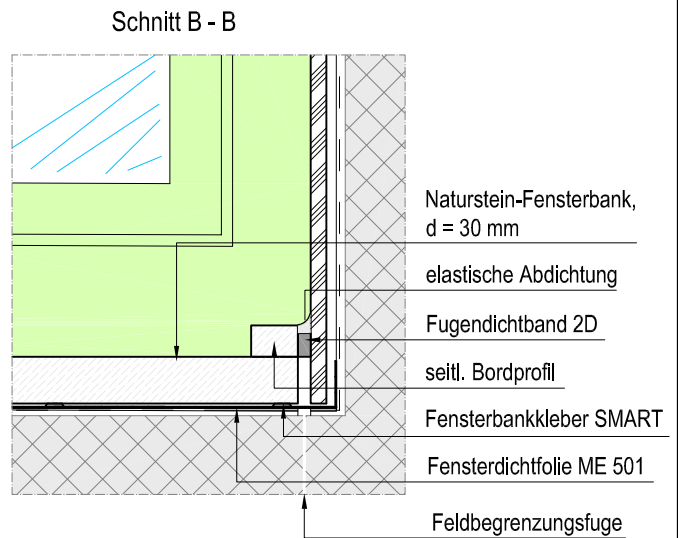 Schnitt B - B
Naturstein-Fensterbank,
d = 30 mm
elastische Abdichtung
Fugendichtband 2D
seitl. Bordprofil
Fensterbankkleber SMART
Fensterdichtfolie ME 501
Feldbegrenzungsfuge